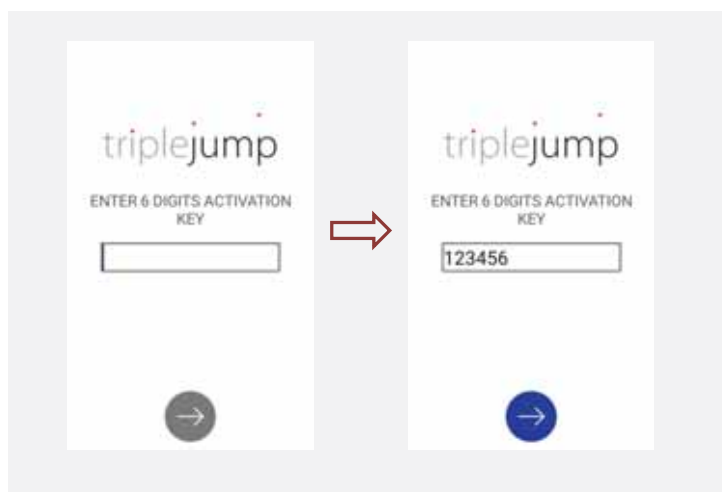 triplejump
ENTER 6 DIGITS ACTIVATION
KEY
triplejump
ENTER 6 DIGITS ACTIVATION
KEY
123456